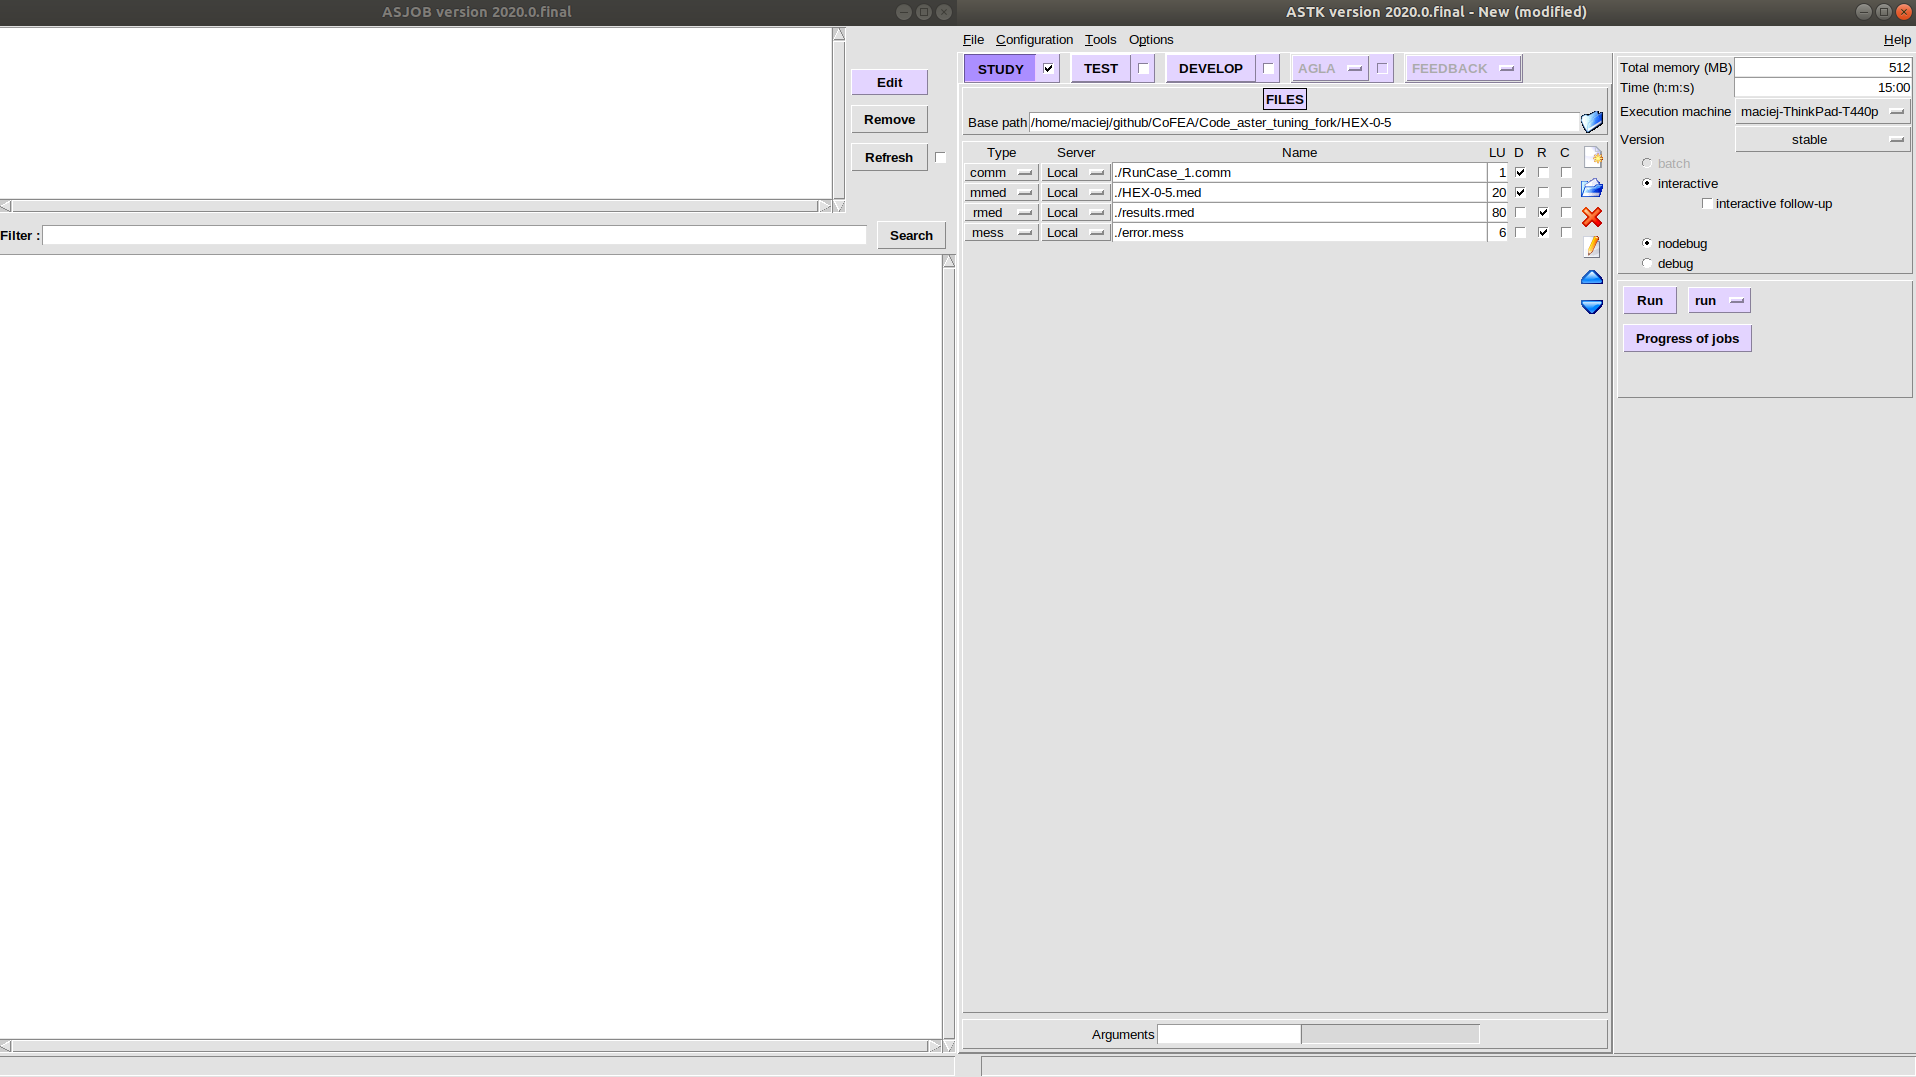 ASJOB version 2020.0.final
Edit
Remove
Refresh
Filter :
Search
ASTK version 2020.0.final - New (modified)
File Configuration Tools Options Help
STUDY TEST DEVELOP AGLA FEEDBACK
FILES
Base path /home/maciej/github/CoFEA/Code_aster_tuning_fork/HEX-0-5
Type Server Name LU D R C
comm Local ./RunCase_1.comm 1
mmed Local ./HEX-0-5.med 20
rmed Local ./results.rmed 80
mess Local ./error.mess 6
Arguments
Total memory (MB) 512
Time (h:m:s) 15:00
Execution machine maciej-ThinkPad-T440p
Version stable
batch
interactive
interactive follow-up
nodebug
debug
Run run
Progress of jobs